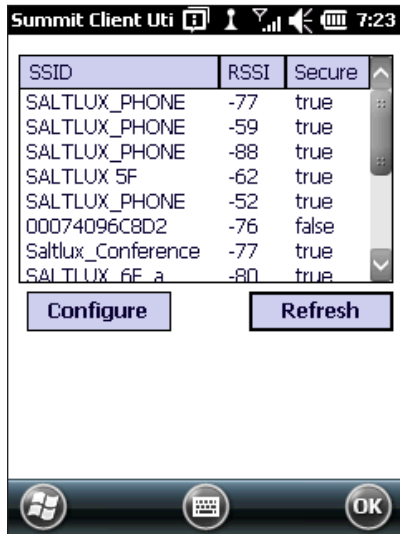 Summit Client Uti 7:23
SSID RSSI Secure
SALTLUX_PHONE -77 true
SALTLUX_PHONE -59 true
SALTLUX_PHONE -88 true
SALTLUX 5F -62 true
SALTLUX_PHONE -52 true
00074096C8D2 -76 false
Saltlux_Conference -77 true
SALTLUX_6F_a -80 true
Configure Refresh
OK